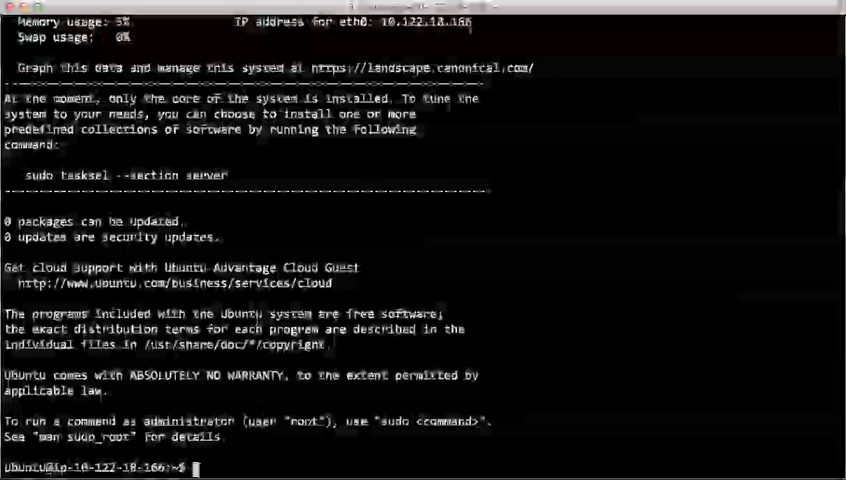 Memory usage: 3%                IP address for eth0: 10.122.18.166
Swap usage:   0%

Graph this data and manage this system at https://landscape.canonical.com/
----------------------------------------------------------------------
At the moment, only the core of the system is installed. To tune the
system to your needs, you can choose to install one or more
predefined collections of software by running the following
command:

sudo tasksel --section server
----------------------------------------------------------------------

0 packages can be updated.
0 updates are security updates.

Get cloud support with Ubuntu Advantage Cloud Guest
http://www.ubuntu.com/business/services/cloud

The programs included with the Ubuntu system are free software;
the exact distribution terms for each program are described in the
individual files in /usr/share/doc/*/copyright.

Ubuntu comes with ABSOLUTELY NO WARRANTY, to the extent permitted by
applicable law.

To run a command as administrator (user "root"), use "sudo <command>".
See "man sudo_root" for details.

ubuntu@ip-10-122-18-166:~$